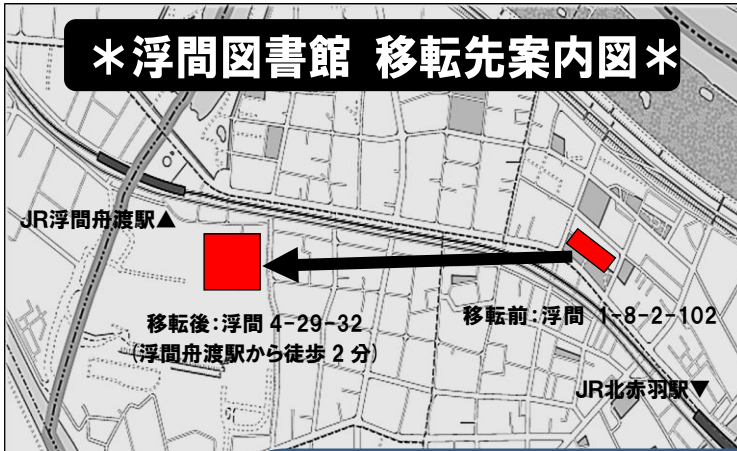 ＊浮間図書館 移転先案内図＊
JR浮間舟渡駅▲
移転後：浮間 4-29-32
(浮間舟渡駅から徒歩 2 分)
移転前：浮間 1-8-2-102
JR北赤羽駅▼